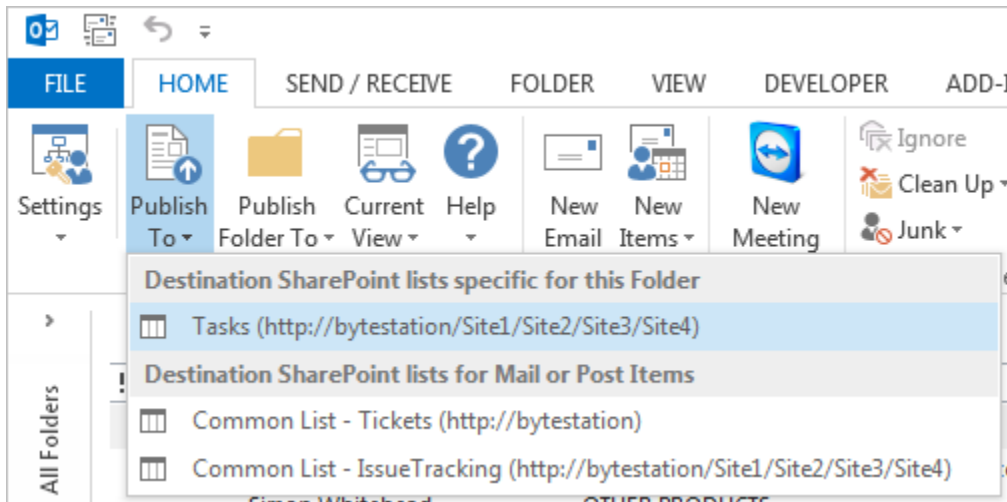 FILE HOME SEND / RECEIVE FOLDER VIEW DEVELOPER
Settings Publish To Publish Folder To Current View Help New Email New Items New Meeting
Ignore
Clean Up
Junk
Destination SharePoint lists specific for this Folder
Tasks (http://bytestation/Site1/Site2/Site3/Site4)
Destination SharePoint lists for Mail or Post Items
Common List - Tickets (http://bytestation)
Common List - IssueTracking (http://bytestation/Site1/Site2/Site3/Site4)
All Folders